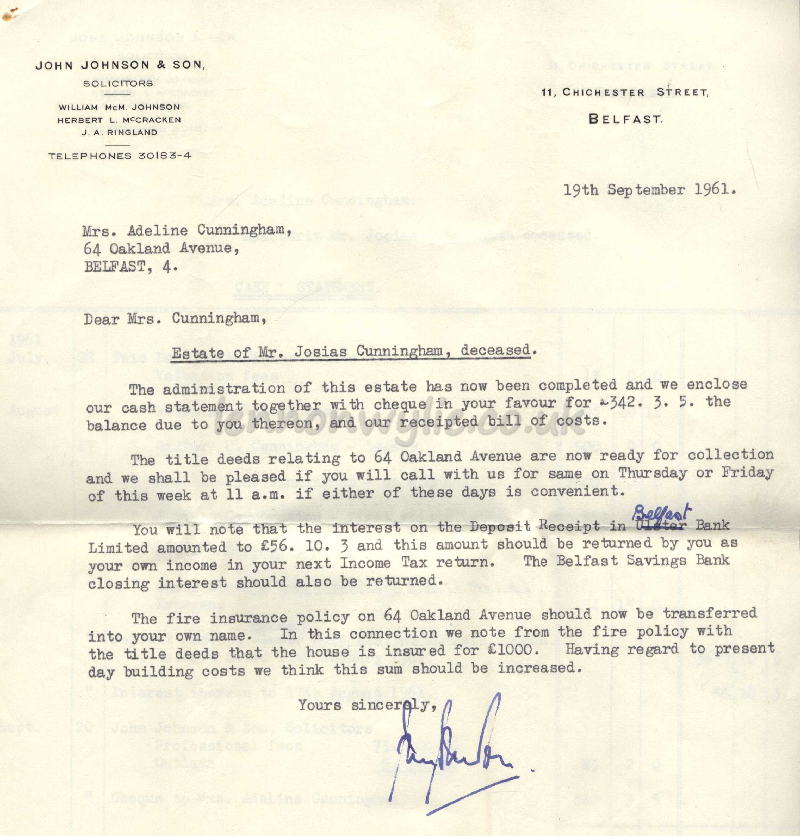 JOHN JOHNSON & SON,
SOLICITORS
WILLIAM McM. JOHNSON
HERBERT L. McCRACKEN
J. A. RINGLAND
TELEPHONES 30183-4
11, CHICHESTER STREET,
BELFAST.
19th September 1961.
Mrs. Adeline Cunningham,
64 Oakland Avenue,
BELFAST, 4.
Dear Mrs. Cunningham,
Estate of Mr. Josias Cunningham, deceased.
The administration of this estate has now been completed and we enclose
our cash statement together with cheque in your favour for £342. 3. 5. the
balance due to you thereon, and our receipted bill of costs.
lennonwylie.co.uk
The title deeds relating to 64 Oakland Avenue are now ready for collection
and we shall be pleased if you will call with us for same on Thursday or Friday
of this week at 11 a.m. if either of these days is convenient.
Belfast
You will note that the interest on the Deposit Receipt in Ulster Bank
Limited amounted to £56. 10. 3 and this amount should be returned by you as
your own income in your next Income Tax return. The Belfast Savings Bank
closing interest should also be returned.
The fire insurance policy on 64 Oakland Avenue should now be transferred
into your own name. In this connection we note from the fire policy with
the title deeds that the house is insured for £1000. Having regard to present
day building costs we think this sum should be increased.
Yours sincerely,